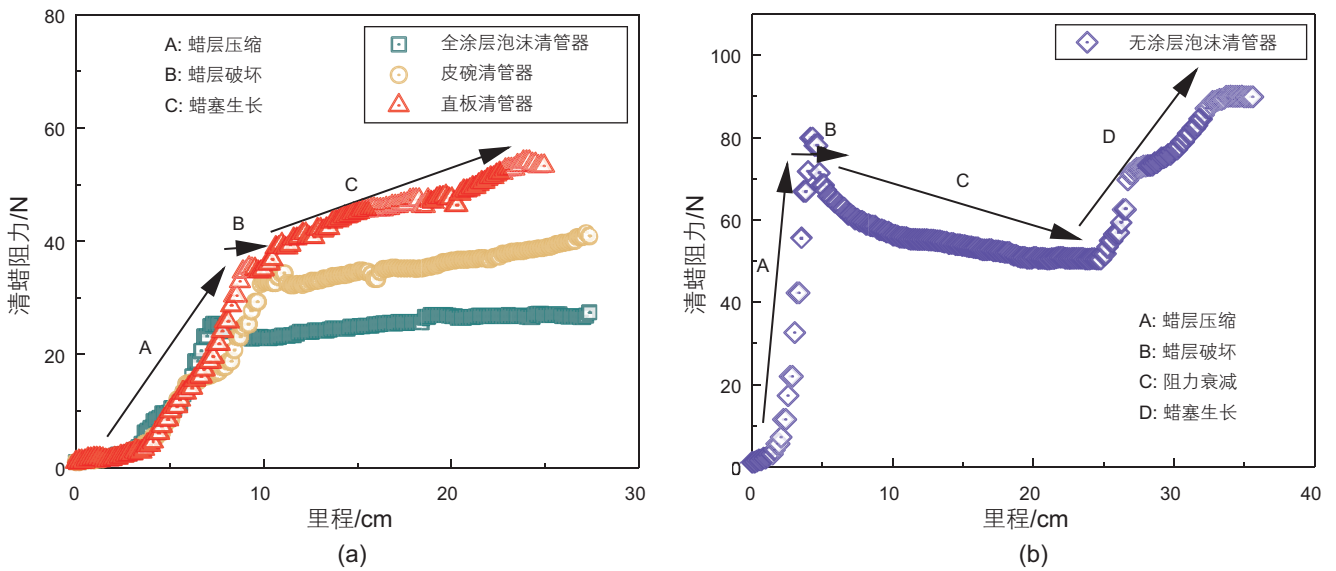 80
60
40
20
0
0
10
20
30
清蜡阻力/N
里程/cm
A: 蜡层压缩
B: 蜡层破坏
C: 蜡塞生长
全涂层泡沫清管器
皮碗清管器
直板清管器
A
B
C
(a)
100
80
60
40
20
0
0
10
20
30
40
清蜡阻力/N
里程/cm
无涂层泡沫清管器
A
B
C
D
A: 蜡层压缩
B: 蜡层破坏
C: 阻力衰减
D: 蜡塞生长
(b)